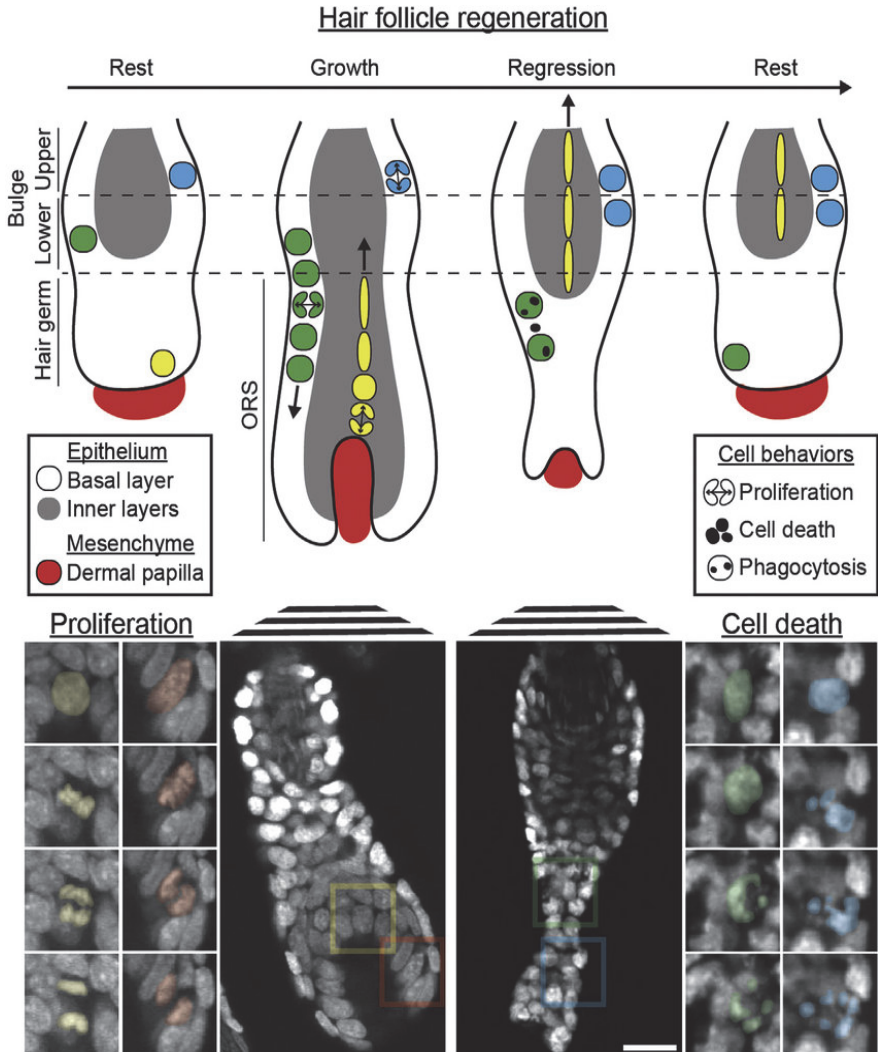 Hair follicle regeneration
Rest
Growth
Regression
Rest
Bulge
Upper
Lower
Hair germ
ORS
Epithelium
Basal layer
Inner layers
Mesenchyme
Dermal papilla
Cell behaviors
Proliferation
Cell death
Phagocytosis
Proliferation
Cell death